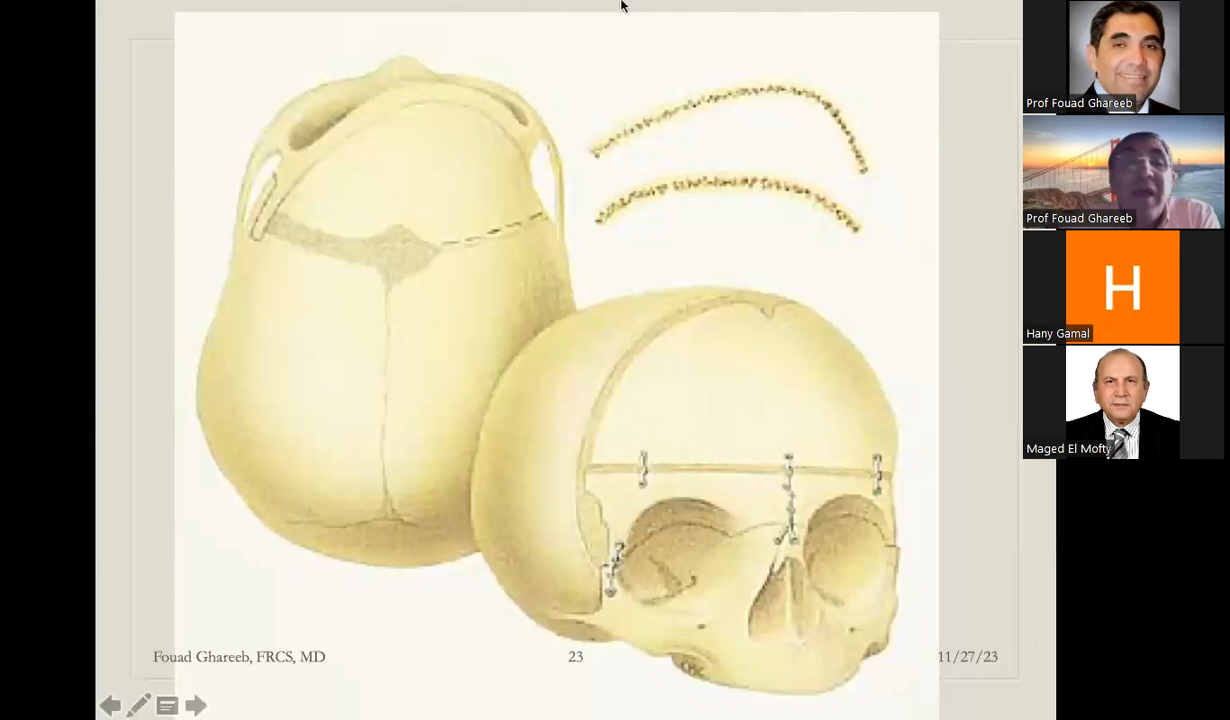 Prof Fouad Ghareeb
Prof Fouad Ghareeb
H
Hany Gamal
Maged El Mofty
Fouad Ghareeb, FRCS, MD
23
11/27/23